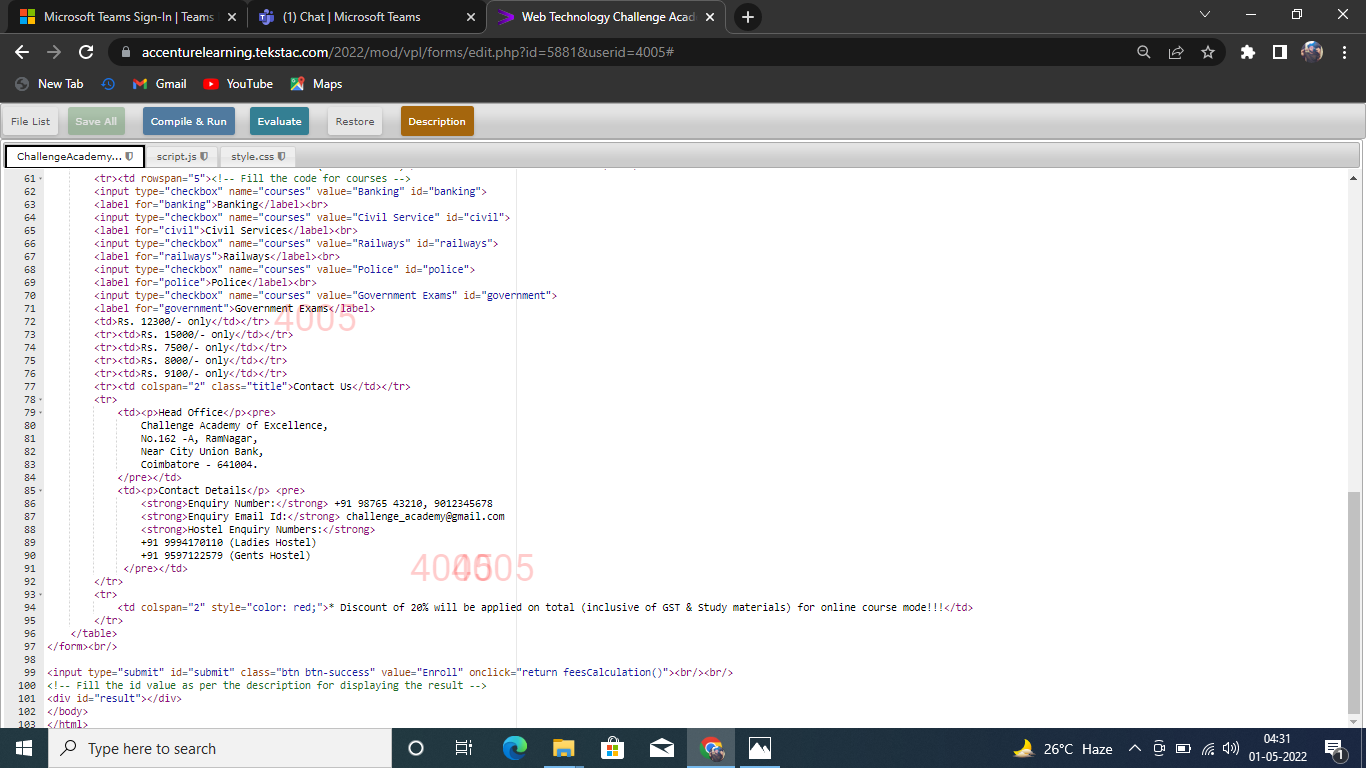 Microsoft Teams Sign-In | Teams
(1) Chat | Microsoft Teams
Web Technology Challenge Acad
accenturelearning.tekstac.com/2022/mod/vpl/forms/edit.php?id=5881&userid=4005#
New Tab
Gmail
YouTube
Maps
File List
Save All
Compile & Run
Evaluate
Restore
Description
ChallengeAcademy...
script.js
style.css
61 <tr><td rowspan="5"><!-- Fill the code for courses -->
62 <input type="checkbox" name="courses" value="Banking" id="banking">
63 <label for="banking">Banking</label><br>
64 <input type="checkbox" name="courses" value="Civil Service" id="civil">
65 <label for="civil">Civil Services</label><br>
66 <input type="checkbox" name="courses" value="Railways" id="railways">
67 <label for="railways">Railways</label><br>
68 <input type="checkbox" name="courses" value="Police" id="police">
69 <label for="police">Police</label><br>
70 <input type="checkbox" name="courses" value="Government Exams" id="government">
71 <label for="government">Government Exams</label>
72 <td>Rs. 12300/- only</td></tr>
4005
73 <tr><td>Rs. 15000/- only</td></tr>
74 <tr><td>Rs. 7500/- only</td></tr>
75 <tr><td>Rs. 8000/- only</td></tr>
76 <tr><td>Rs. 9100/- only</td></tr>
77 <tr><td colspan="2" class="title">Contact Us</td></tr>
78 <tr>
79 <td><p>Head Office</p><pre>
80 Challenge Academy of Excellence,
81 No.162 -A, RamNagar,
82 Near City Union Bank,
83 Coimbatore - 641004.
84 </pre></td>
85 <td><p>Contact Details</p> <pre>
86 <strong>Enquiry Number:</strong> +91 98765 43210, 9012345678
87 <strong>Enquiry Email Id:</strong> challenge_academy@gmail.com
88 <strong>Hostel Enquiry Numbers:</strong>
89 +91 9994170110 (Ladies Hostel)
90 +91 9597122579 (Gents Hostel)
91 </pre></td>
4005
4005
92 </tr>
93 <tr>
94 <td colspan="2" style="color: red;">* Discount of 20% will be applied on total (inclusive of GST & Study materials) for online course mode!!!</td>
95 </tr>
96 </table>
97 </form><br/>
98
99 <input type="submit" id="submit" class="btn btn-success" value="Enroll" onclick="return feesCalculation()"><br/><br/>
100 <!-- Fill the id value as per the description for displaying the result -->
101 <div id="result"></div>
102 </body>
103 </html>
Type here to search
26°C Haze
04:31
01-05-2022
1